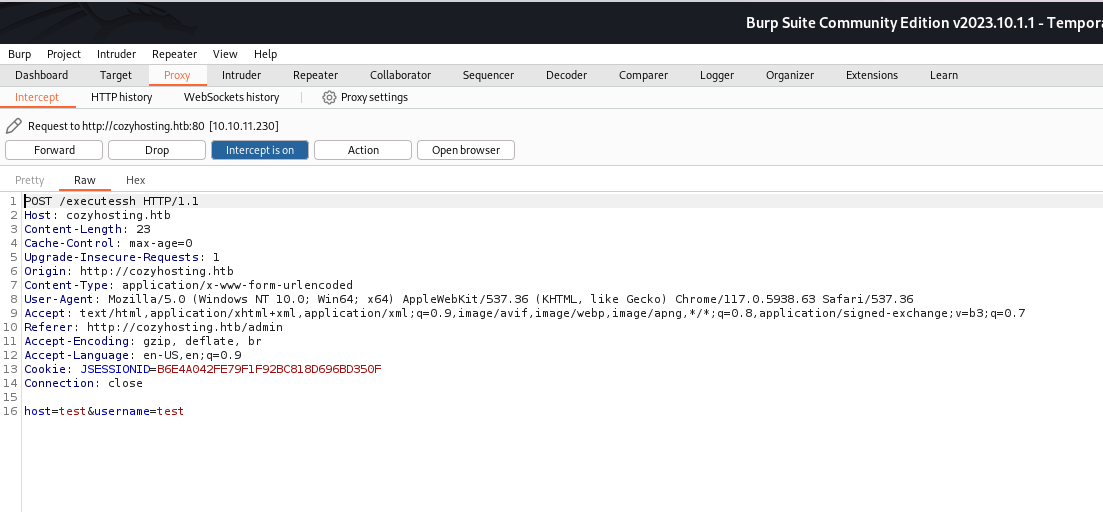 Burp Suite Community Edition v2023.10.1.1 - Tempora
Burp Project Intruder Repeater View Help
Dashboard Target Proxy Intruder Repeater Collaborator Sequencer Decoder Comparer Logger Organizer Extensions Learn
Intercept HTTP history WebSockets history Proxy settings
Request to http://cozyhosting.htb:80 [10.10.11.230]
Forward Drop Intercept is on Action Open browser
Pretty Raw Hex
1 POST /executessh HTTP/1.1
2 Host: cozyhosting.htb
3 Content-Length: 23
4 Cache-Control: max-age=0
5 Upgrade-Insecure-Requests: 1
6 Origin: http://cozyhosting.htb
7 Content-Type: application/x-www-form-urlencoded
8 User-Agent: Mozilla/5.0 (Windows NT 10.0; Win64; x64) AppleWebKit/537.36 (KHTML, like Gecko) Chrome/117.0.5938.63 Safari/537.36
9 Accept: text/html,application/xhtml+xml,application/xml;q=0.9,image/avif,image/webp,image/apng,*/*;q=0.8,application/signed-exchange;v=b3;q=0.7
10 Referer: http://cozyhosting.htb/admin
11 Accept-Encoding: gzip, deflate, br
12 Accept-Language: en-US,en;q=0.9
13 Cookie: JSESSIONID=B6E4A042FE79F1F92BC818D696BD350F
14 Connection: close
15
16 host=test&username=test